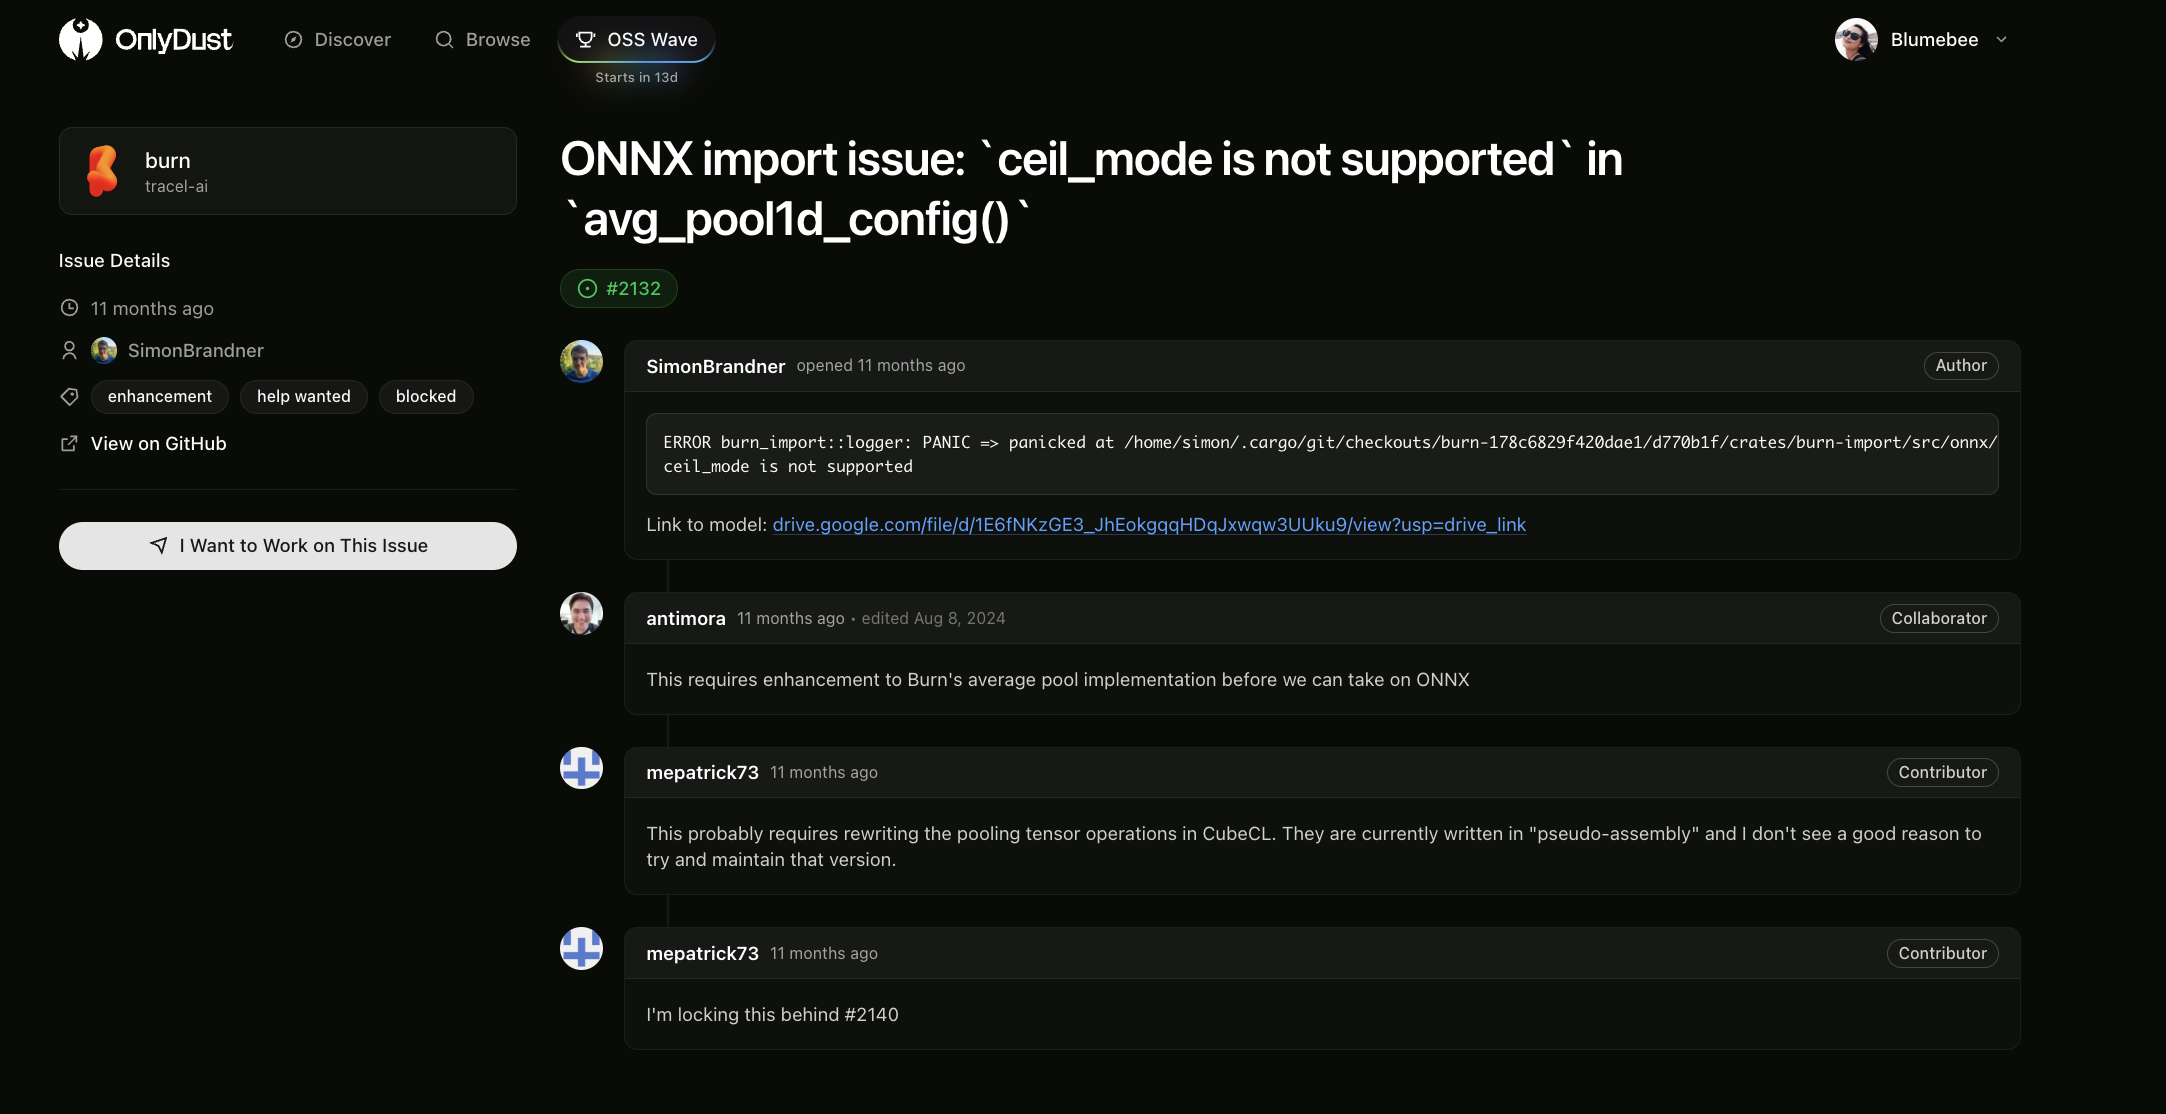 OnlyDust
Discover
Browse
OSS Wave
Starts in 13d
Blumebee
burn
tracel-ai
Issue Details
11 months ago
SimonBrandner
enhancement
help wanted
blocked
View on GitHub
I Want to Work on This Issue
ONNX import issue: `ceil_mode is not supported` in
`avg_pool1d_config()`
#2132
SimonBrandner opened 11 months ago
Author
ERROR burn_import::logger: PANIC => panicked at /home/simon/.cargo/git/checkouts/burn-178c6829f420dae1/d770b1f/crates/burn-import/src/onnx/
ceil_mode is not supported
Link to model: drive.google.com/file/d/1E6fNKzGE3_JhEokgqqHDqJxwqw3UUku9/view?usp=drive_link
antimora 11 months ago • edited Aug 8, 2024
Collaborator
This requires enhancement to Burn's average pool implementation before we can take on ONNX
mepatrick73 11 months ago
Contributor
This probably requires rewriting the pooling tensor operations in CubeCL. They are currently written in "pseudo-assembly" and I don't see a good reason to
try and maintain that version.
mepatrick73 11 months ago
Contributor
I'm locking this behind #2140